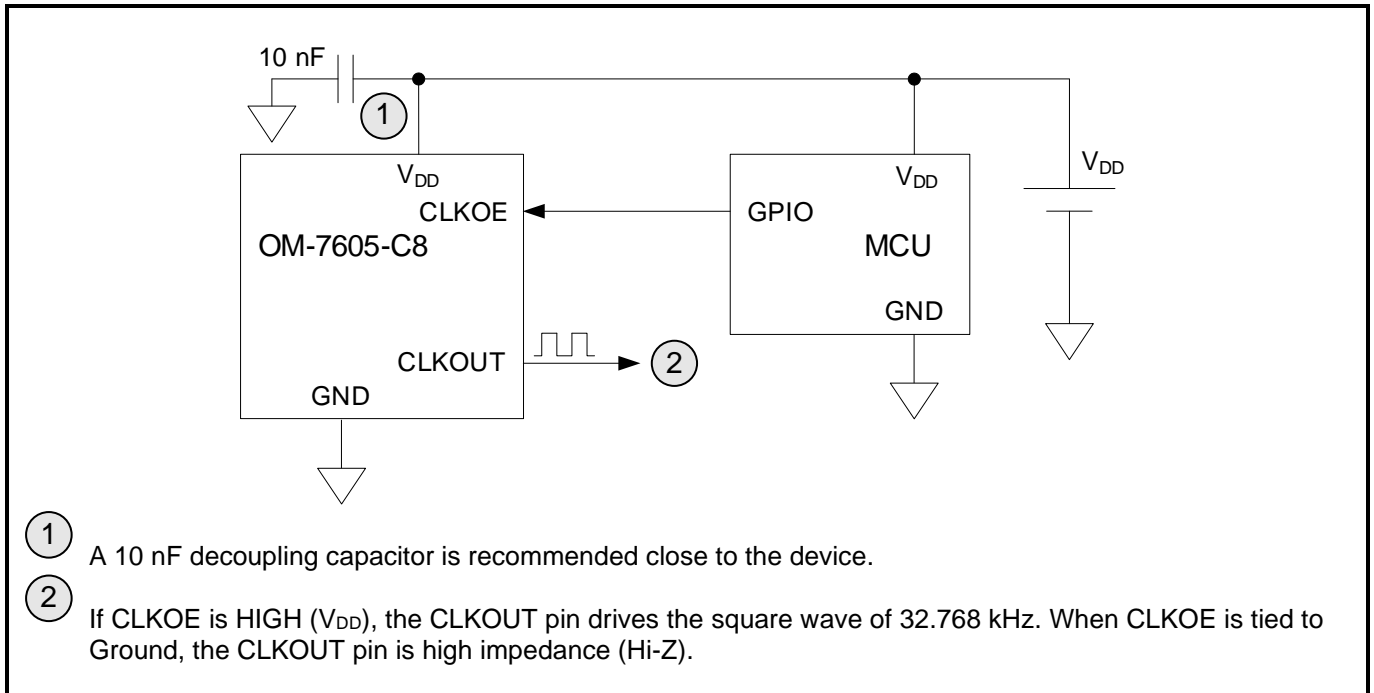 10 nF
1
V_DD
V_DD
V_DD
CLKOE
GPIO
OM-7605-C8
MCU
GND
CLKOUT
2
GND
1
A 10 nF decoupling capacitor is recommended close to the device.
2
If CLKOE is HIGH (V_DD), the CLKOUT pin drives the square wave of 32.768 kHz. When CLKOE is tied to
Ground, the CLKOUT pin is high impedance (Hi-Z).